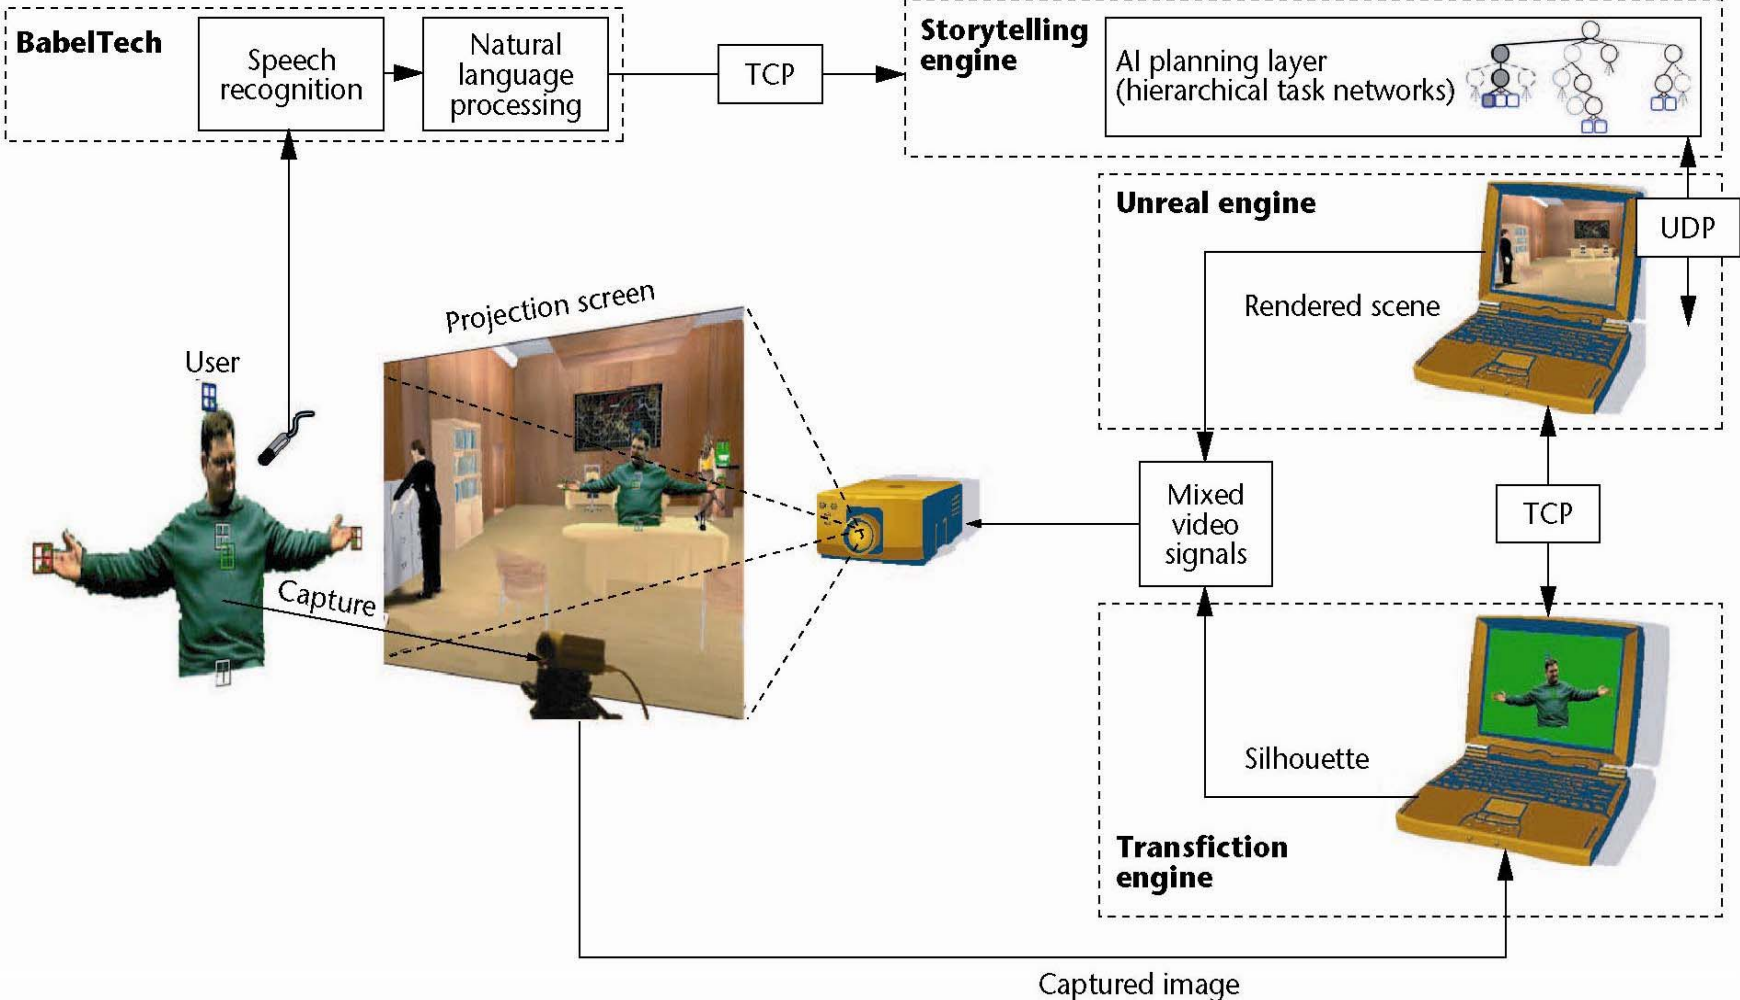 BabelTech
Speech
recognition
Natural
language
processing
TCP
Storytelling
engine
AI planning layer
(hierarchical task networks)
Unreal engine
UDP
Rendered scene
Projection screen
User
Capture
Mixed
video
signals
TCP
Silhouette
Transfiction
engine
Captured image